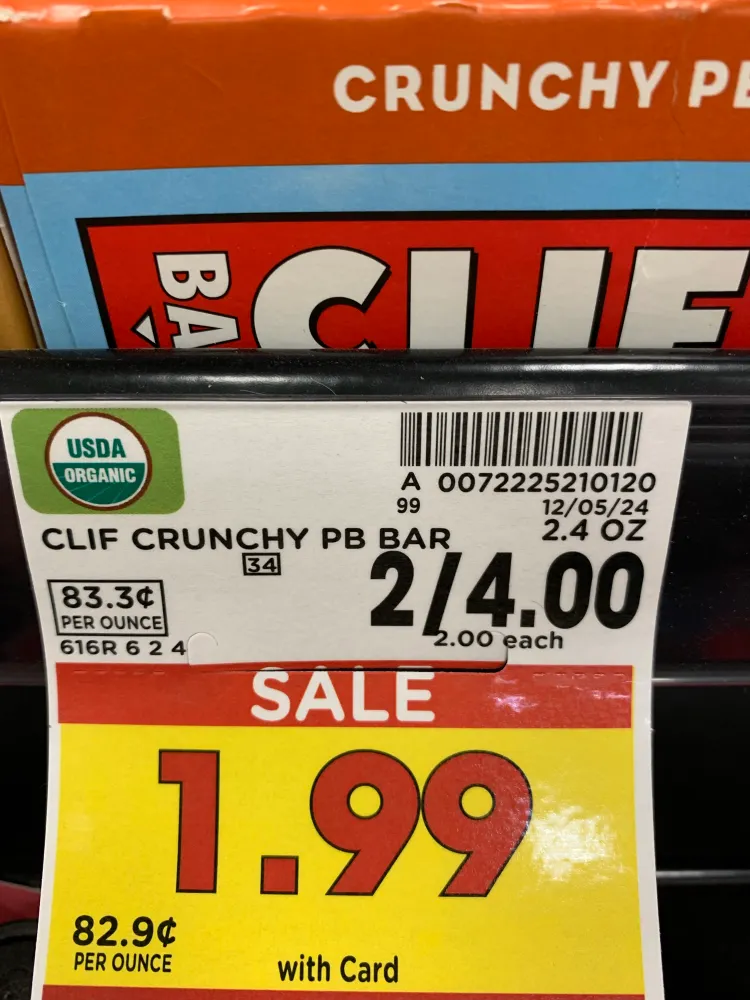 CRUNCHY
CLIF
BA
USDA
ORGANIC
A 0072225210120
99 12/05/24
CLIF CRUNCHY PB BAR 2.4 OZ
34
83.3¢
PER OUNCE
2/4.00
2.00 each
616R 6 2 4
SALE
1.99
82.9¢
PER OUNCE
with Card